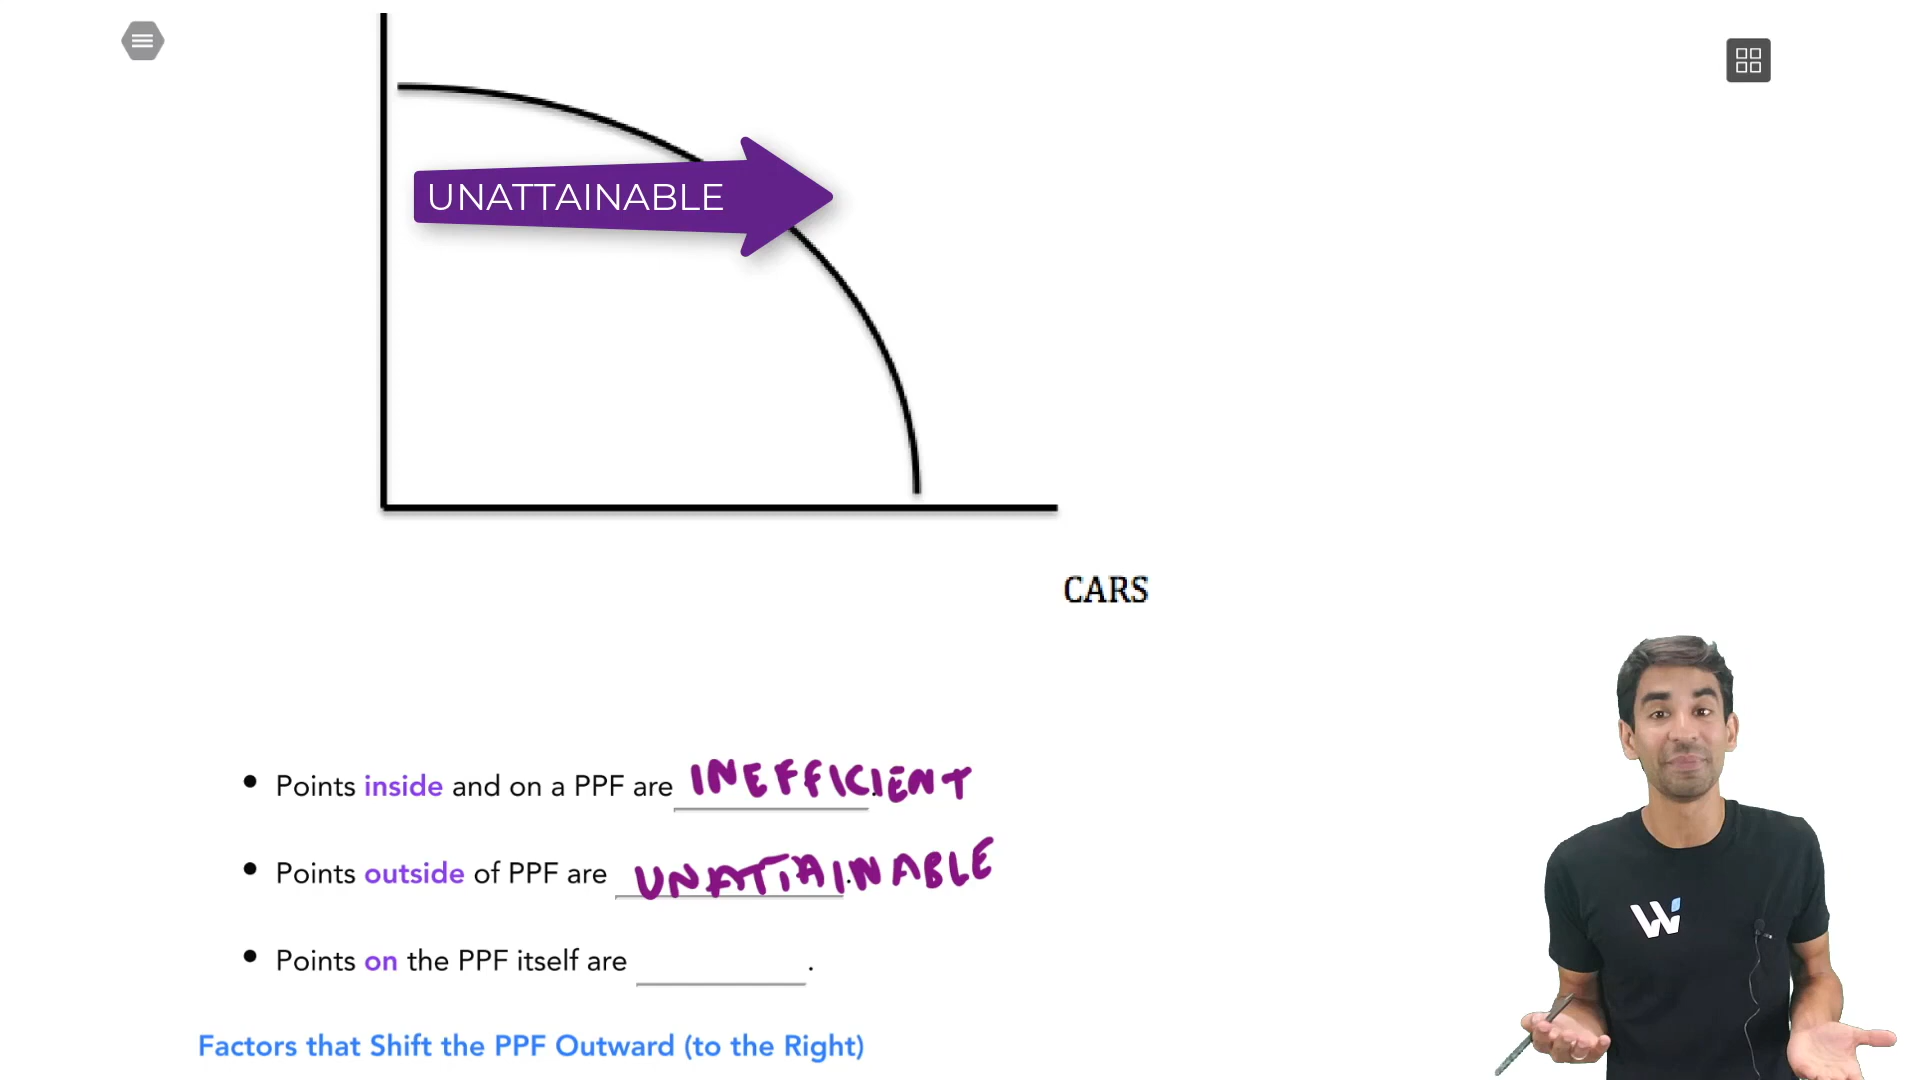 UNATTAINABLE
CARS
• Points inside and on a PPF are INEFFICIENT.
• Points outside of PPF are UNATTAINABLE.
• Points on the PPF itself are ________.
Factors that Shift the PPF Outward (to the Right)
W